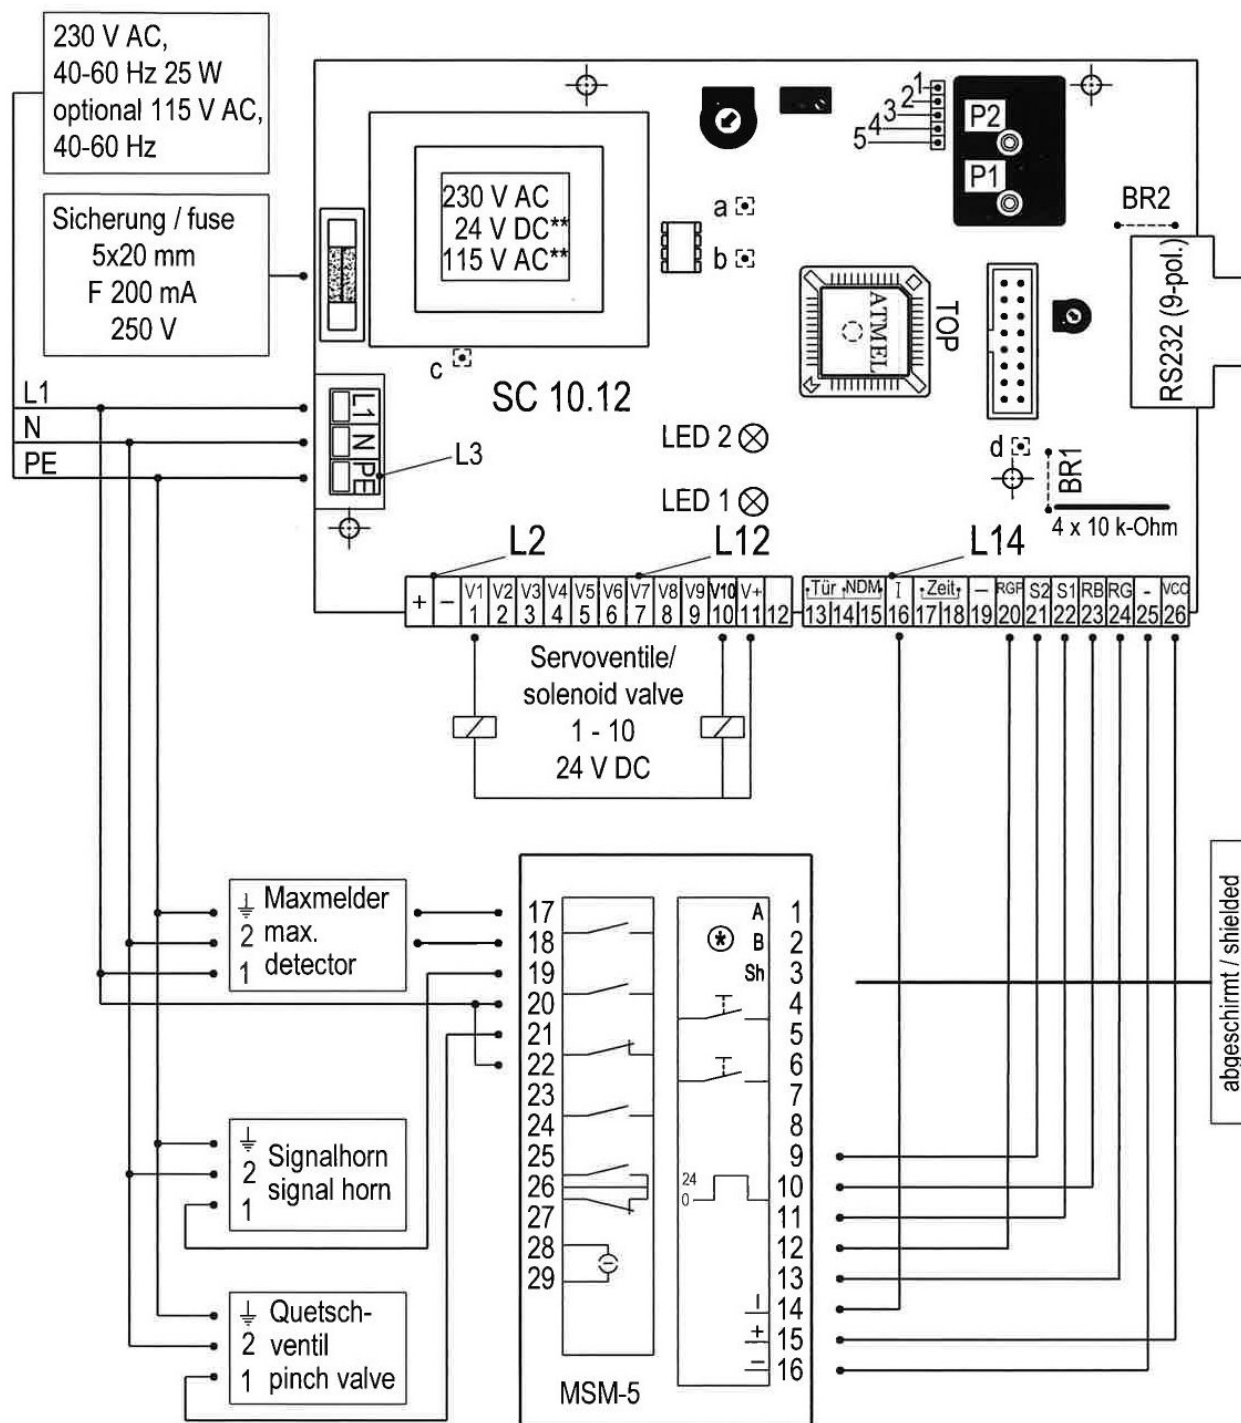 230 V AC,
40-60 Hz 25 W
optional 115 V AC,
40-60 Hz
Sicherung / fuse
5x20 mm
F 200 mA
250 V
L1
N
PE
230 V AC
24 V DC**
115 V AC**
c
SC 10.12
L1
N
PE
L3
1
2
3
4
5
P2
P1
a
b
ATMEL
TOP
BR2
RS232 (9-pol.)
LED 2
LED 1
d
BR1
4 x 10 k-Ohm
L2
L12
L14
+ − V1 V2 V3 V4 V5 V6 V7 V8 V9 V10 V+
1 2 3 4 5 6 7 8 9 10 11 12
Tür NDM I Zeit − RGP S2 S1 RB RG - VCC
13 14 15 16 17 18 19 20 21 22 23 24 25 26
Servoventile/
solenoid valve
1 - 10
24 V DC
Maxmelder
2 max.
1 detector
Signalhorn
2 signal horn
1
Quetsch-
2 ventil
1 pinch valve
17
18
19
20
21
22
23
24
25
26
27
28
29
A 1
B 2
Sh 3
4
5
6
7
8
9
24
0
10
11
12
13
I 14
+ 15
− 16
MSM-5
abgeschirmt / shielded